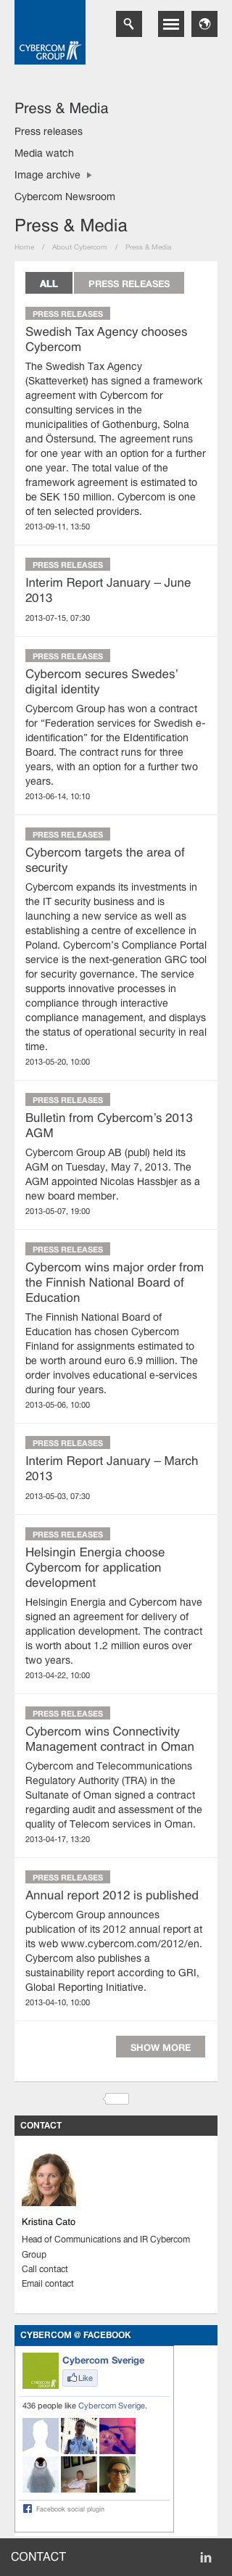 CYBERCOM
GROUP
Press & Media
Press releases
Media watch
Image archive
Cybercom Newsroom
Press & Media
Home / About Cybercom / Press & Media
ALL PRESS RELEASES
PRESS RELEASES
Swedish Tax Agency chooses
Cybercom
The Swedish Tax Agency
(Skatteverket) has signed a framework
agreement with Cybercom for
consulting services in the
municipalities of Gothenburg, Solna
and Östersund. The agreement runs
for one year with an option for a further
one year. The total value of the
framework agreement is estimated to
be SEK 150 million. Cybercom is one
of ten selected providers.
2013-09-11, 13:50
PRESS RELEASES
Interim Report January – June
2013
2013-07-15, 07:30
PRESS RELEASES
Cybercom secures Swedes’
digital identity
Cybercom Group has won a contract
for “Federation services for Swedish e-
identification” for the EIdentification
Board. The contract runs for three
years, with an option for a further two
years.
2013-06-14, 10:10
PRESS RELEASES
Cybercom targets the area of
security
Cybercom expands its investments in
the IT security business and is
launching a new service as well as
establishing a centre of excellence in
Poland. Cybercom’s Compliance Portal
service is the next-generation GRC tool
for security governance. The service
supports innovative processes in
compliance through interactive
compliance management, and displays
the status of operational security in real
time.
2013-05-20, 10:00
PRESS RELEASES
Bulletin from Cybercom’s 2013
AGM
Cybercom Group AB (publ) held its
AGM on Tuesday, May 7, 2013. The
AGM appointed Nicolas Hassbjer as a
new board member.
2013-05-07, 19:00
PRESS RELEASES
Cybercom wins major order from
the Finnish National Board of
Education
The Finnish National Board of
Education has chosen Cybercom
Finland for assignments estimated to
be worth around euro 6.9 million. The
order involves educational e-services
during four years.
2013-05-06, 10:00
PRESS RELEASES
Interim Report January – March
2013
2013-05-03, 07:30
PRESS RELEASES
Helsingin Energia choose
Cybercom for application
development
Helsingin Energia and Cybercom have
signed an agreement for delivery of
application development. The contract
is worth about 1.2 million euros over
two years.
2013-04-22, 10:00
PRESS RELEASES
Cybercom wins Connectivity
Management contract in Oman
Cybercom and Telecommunications
Regulatory Authority (TRA) in the
Sultanate of Oman signed a contract
regarding audit and assessment of the
quality of Telecom services in Oman.
2013-04-17, 13:20
PRESS RELEASES
Annual report 2012 is published
Cybercom Group announces
publication of its 2012 annual report at
its web www.cybercom.com/2012/en.
Cybercom also publishes a
sustainability report according to GRI,
Global Reporting Initiative.
2013-04-10, 10:00
SHOW MORE
CONTACT
Kristina Cato
Head of Communications and IR Cybercom
Group
Call contact
Email contact
CYBERCOM @ FACEBOOK
Cybercom Sverige
Like
436 people like Cybercom Sverige.
Facebook social plugin
CONTACT
in